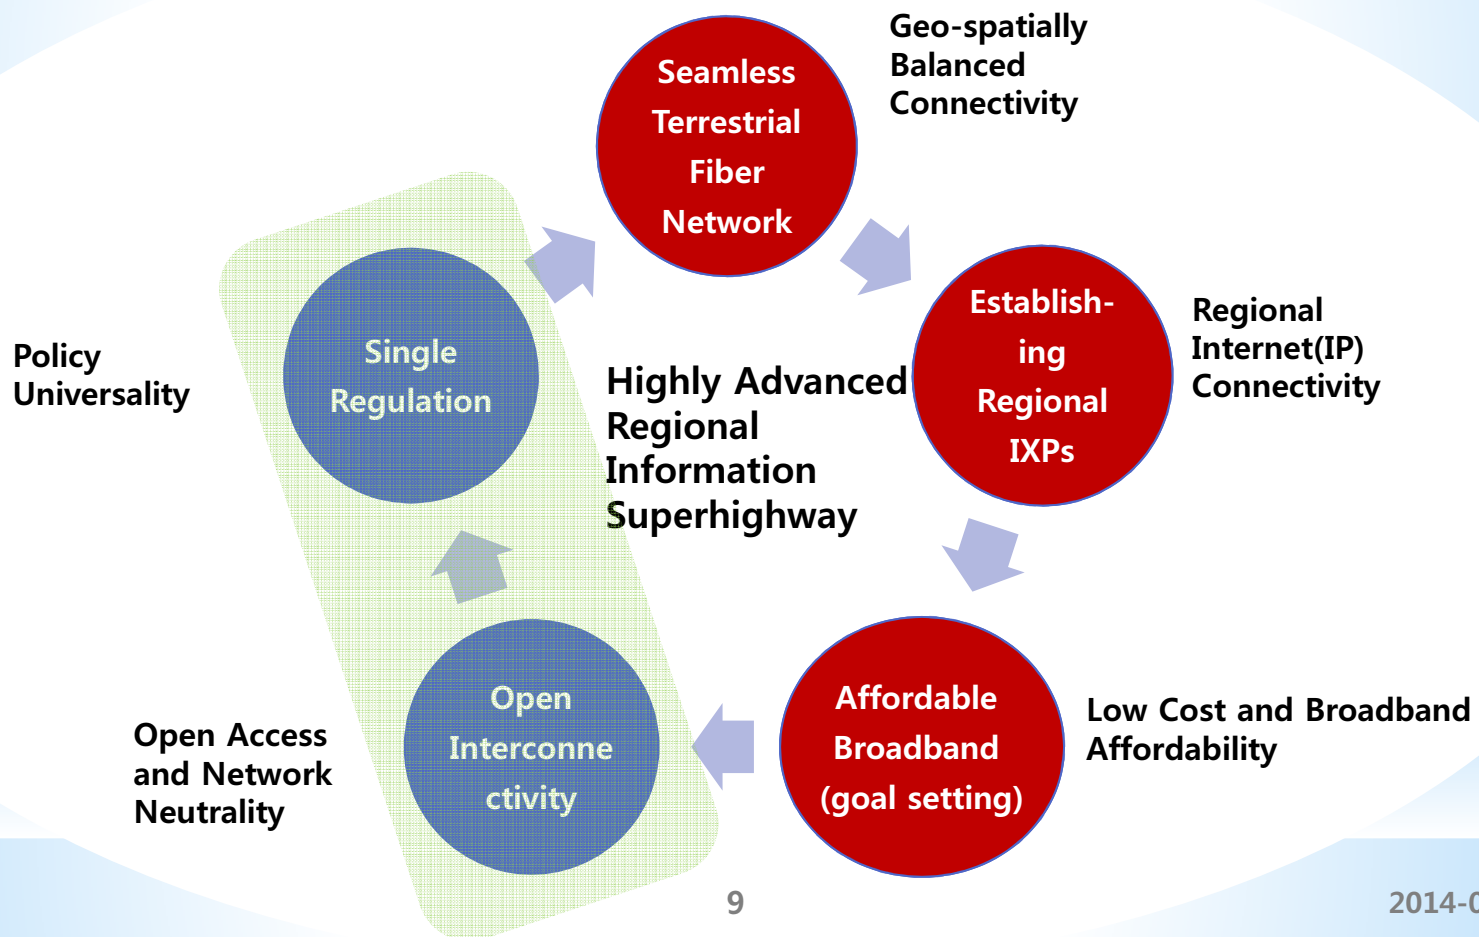 Geo-spatially
Balanced
Connectivity
Seamless
Terrestrial
Fiber
Network
Establish-
ing
Regional
IXPs
Regional
Internet(IP)
Connectivity
Single
Regulation
Policy
Universality
Highly Advanced
Regional
Information
Superhighway
Open
Interconne
ctivity
Open Access
and Network
Neutrality
Affordable
Broadband
(goal setting)
Low Cost and Broadband
Affordability
9
2014-0